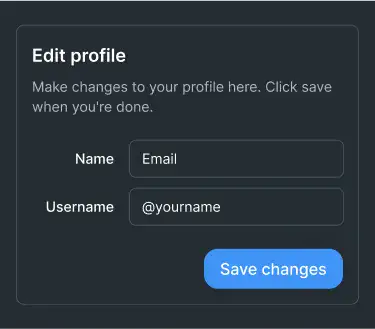 Edit profile
Make changes to your profile here. Click save
when you're done.
Name
Email
Username
@yourname
Save changes